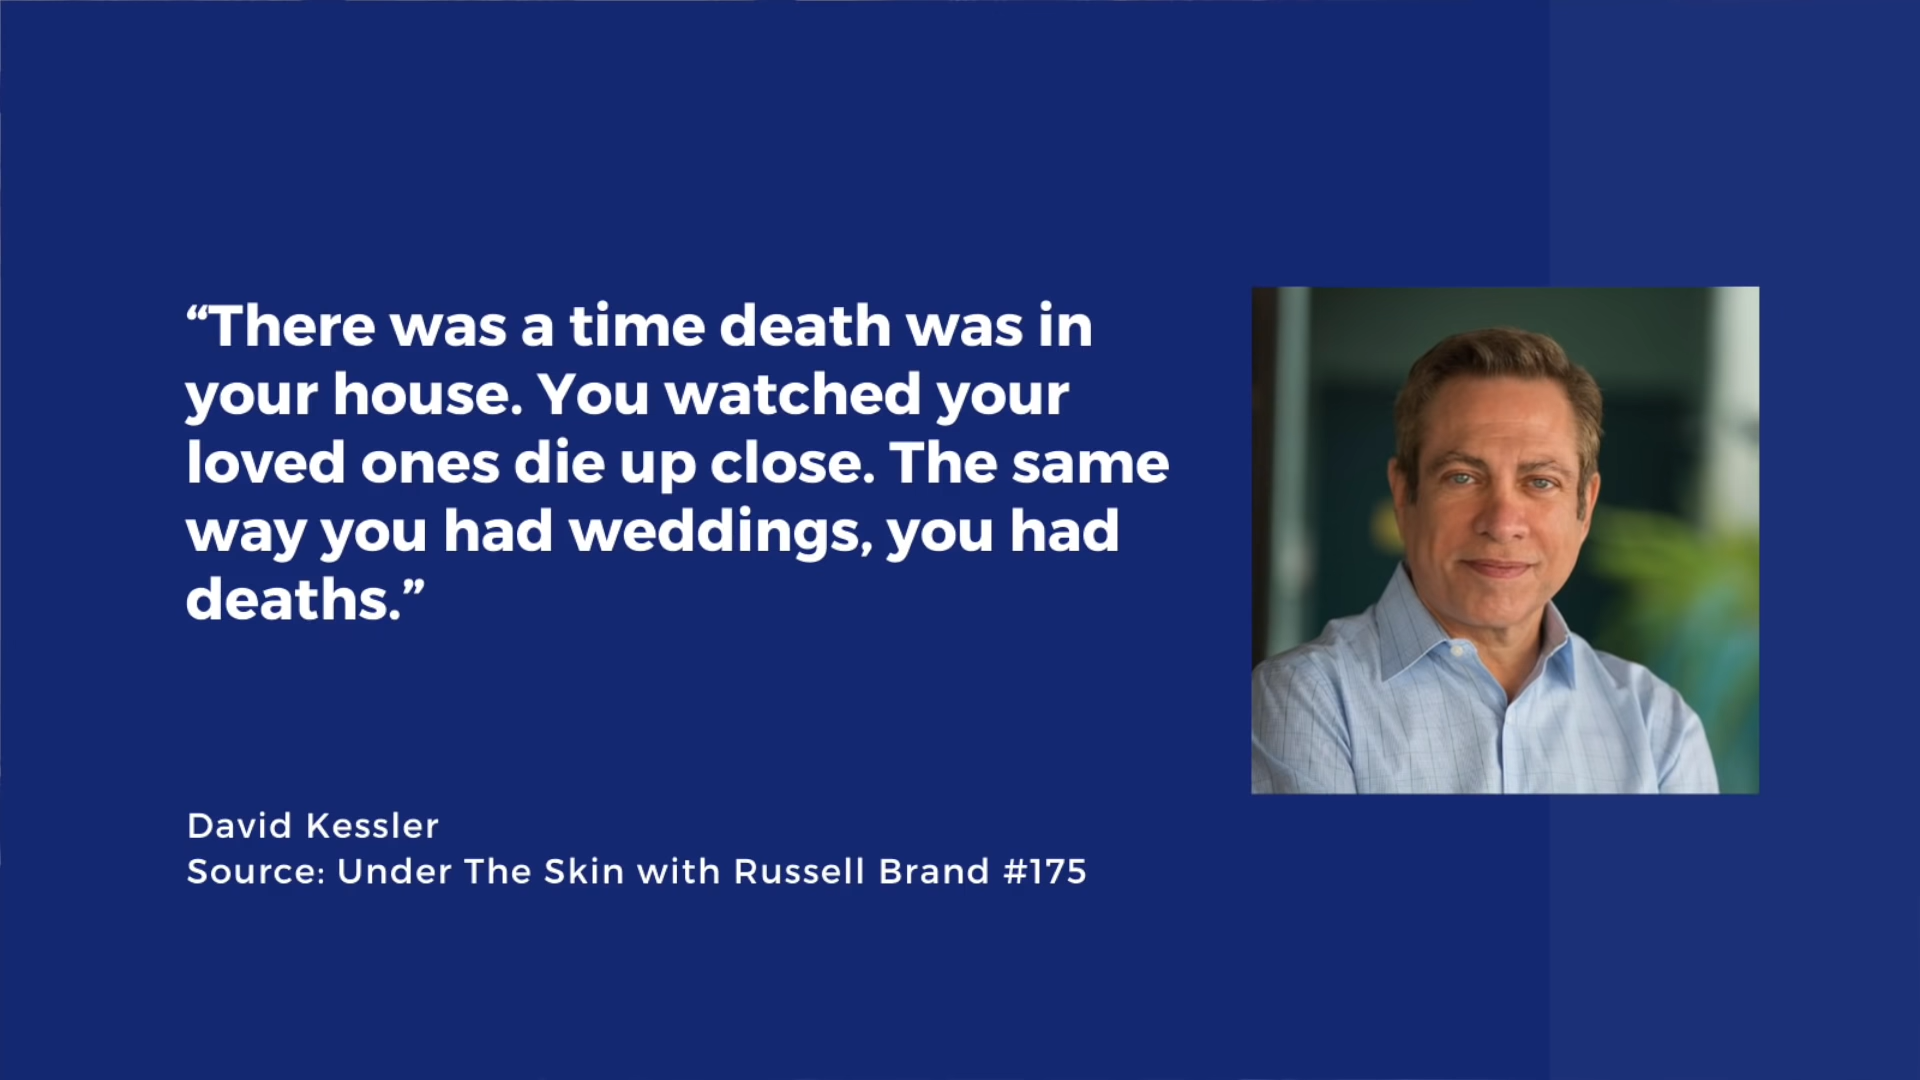 “There was a time death was in
your house. You watched your
loved ones die up close. The same
way you had weddings, you had
deaths.”
David Kessler
Source: Under The Skin with Russell Brand #175